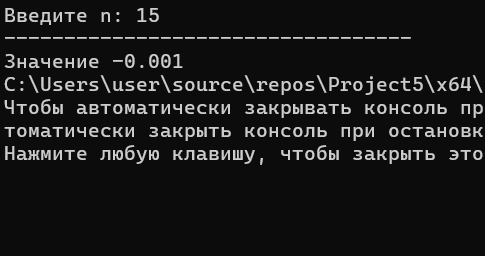 Введите n: 15
----------------------------------
Значение -0.001
C:\Users\user\source\repos\Project5\x64\
Чтобы автоматически закрывать консоль пр
томатически закрыть консоль при остановк
Нажмите любую клавишу, чтобы закрыть это